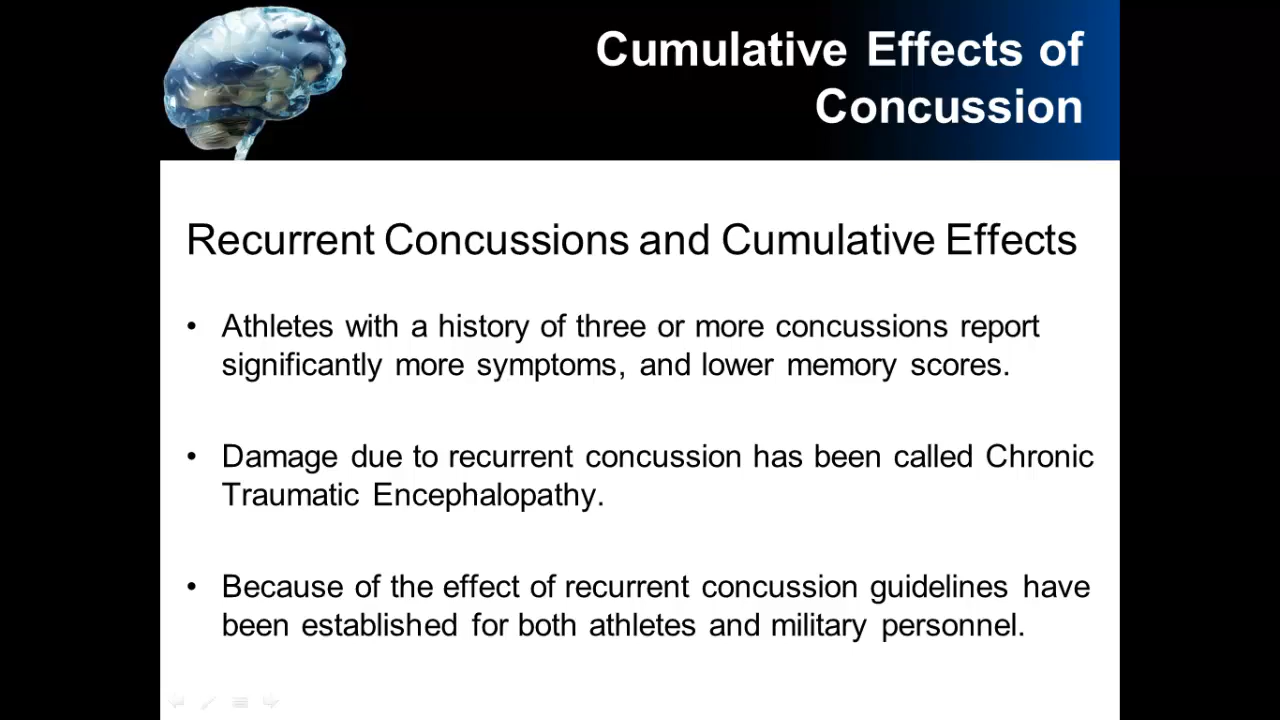 Cumulative Effects of
Concussion
Recurrent Concussions and Cumulative Effects
• Athletes with a history of three or more concussions report
significantly more symptoms, and lower memory scores.
• Damage due to recurrent concussion has been called Chronic
Traumatic Encephalopathy.
• Because of the effect of recurrent concussion guidelines have
been established for both athletes and military personnel.